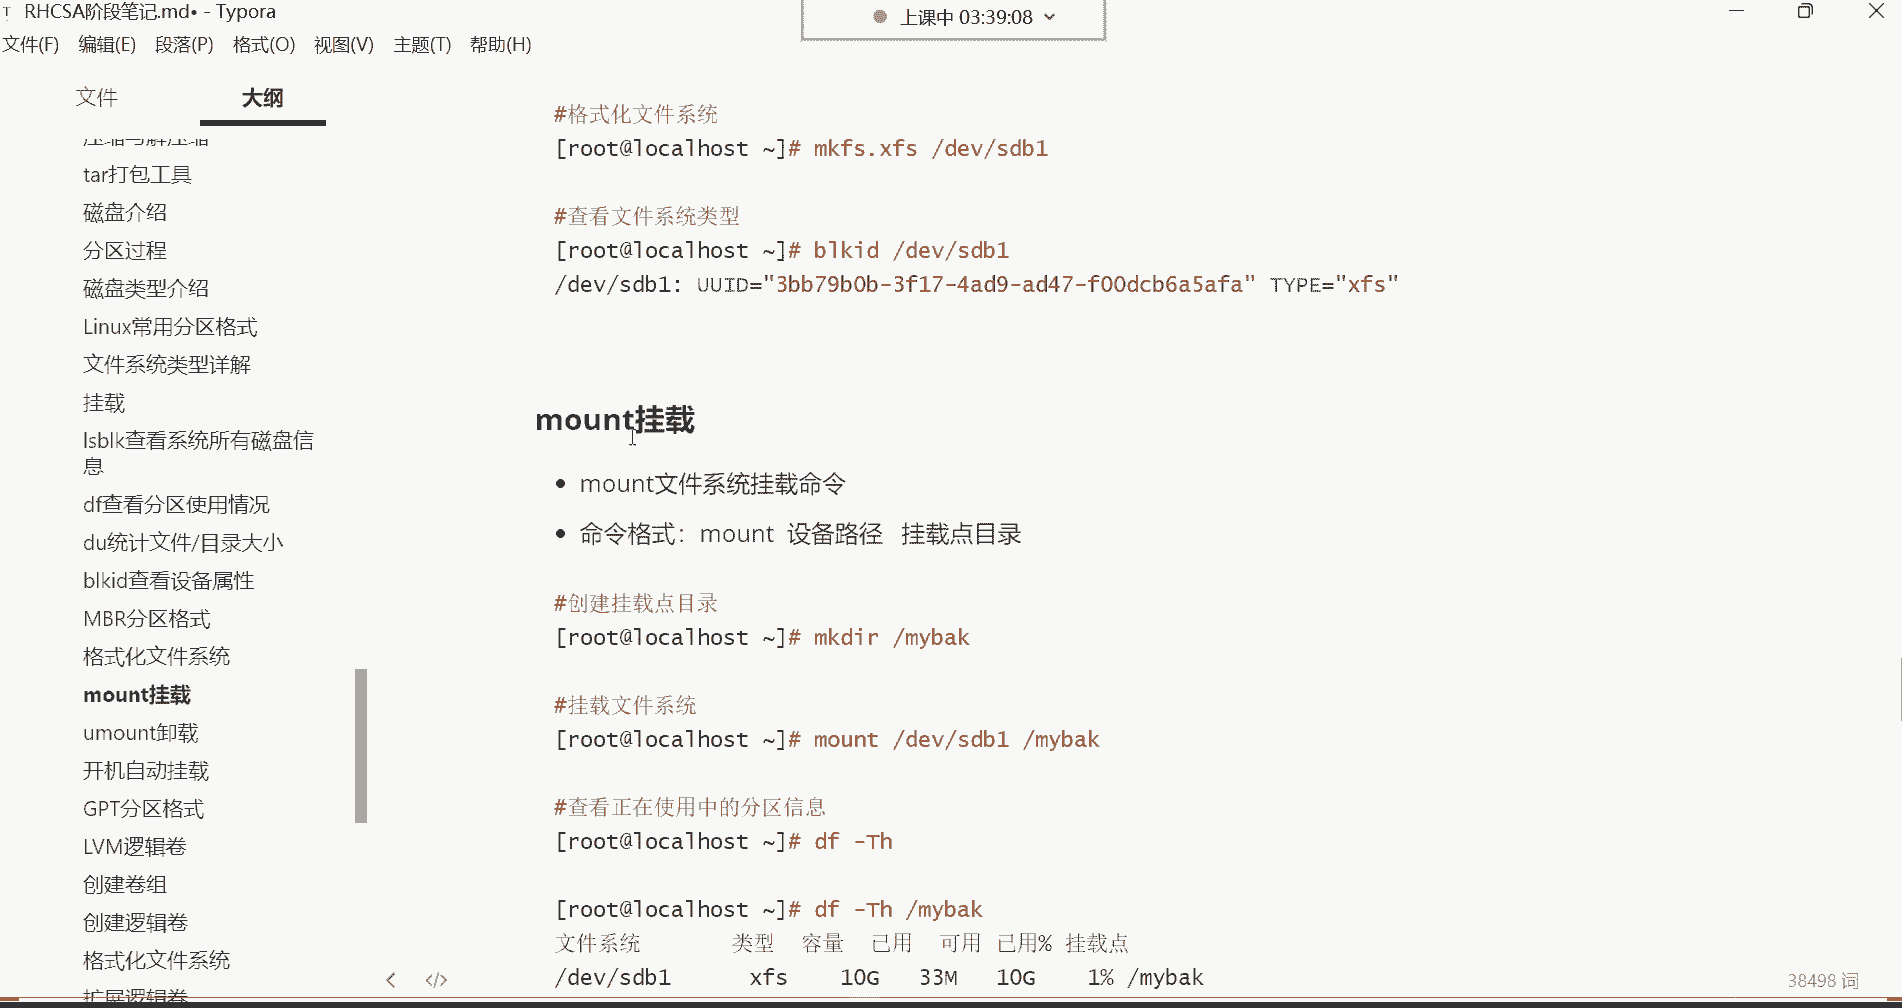 RHCSA阶段笔记.md• - Typora
上课中 03:39:08
文件(F) 编辑(E) 段落(P) 格式(O) 视图(V) 主题(T) 帮助(H)
文件 大纲
压缩与解压缩
tar打包工具
磁盘介绍
分区过程
磁盘类型介绍
Linux常用分区格式
文件系统类型详解
挂载
lsblk查看系统所有磁盘信
息
df查看分区使用情况
du统计文件/目录大小
blkid查看设备属性
MBR分区格式
格式化文件系统
mount挂载
umount卸载
开机自动挂载
GPT分区格式
LVM逻辑卷
创建卷组
创建逻辑卷
格式化文件系统
扩展逻辑卷
#格式化文件系统
[root@localhost ~]# mkfs.xfs /dev/sdb1
#查看文件系统类型
[root@localhost ~]# blkid /dev/sdb1
/dev/sdb1: UUID="3bb79b0b-3f17-4ad9-ad47-f00dcb6a5afa" TYPE="xfs"
mount挂载
• mount文件系统挂载命令
• 命令格式：mount 设备路径 挂载点目录
#创建挂载点目录
[root@localhost ~]# mkdir /mybak
#挂载文件系统
[root@localhost ~]# mount /dev/sdb1 /mybak
#查看正在使用中的分区信息
[root@localhost ~]# df -Th
[root@localhost ~]# df -Th /mybak
文件系统 类型 容量 已用 可用 已用% 挂载点
/dev/sdb1 xfs 10G 33M 10G 1% /mybak
38498 词